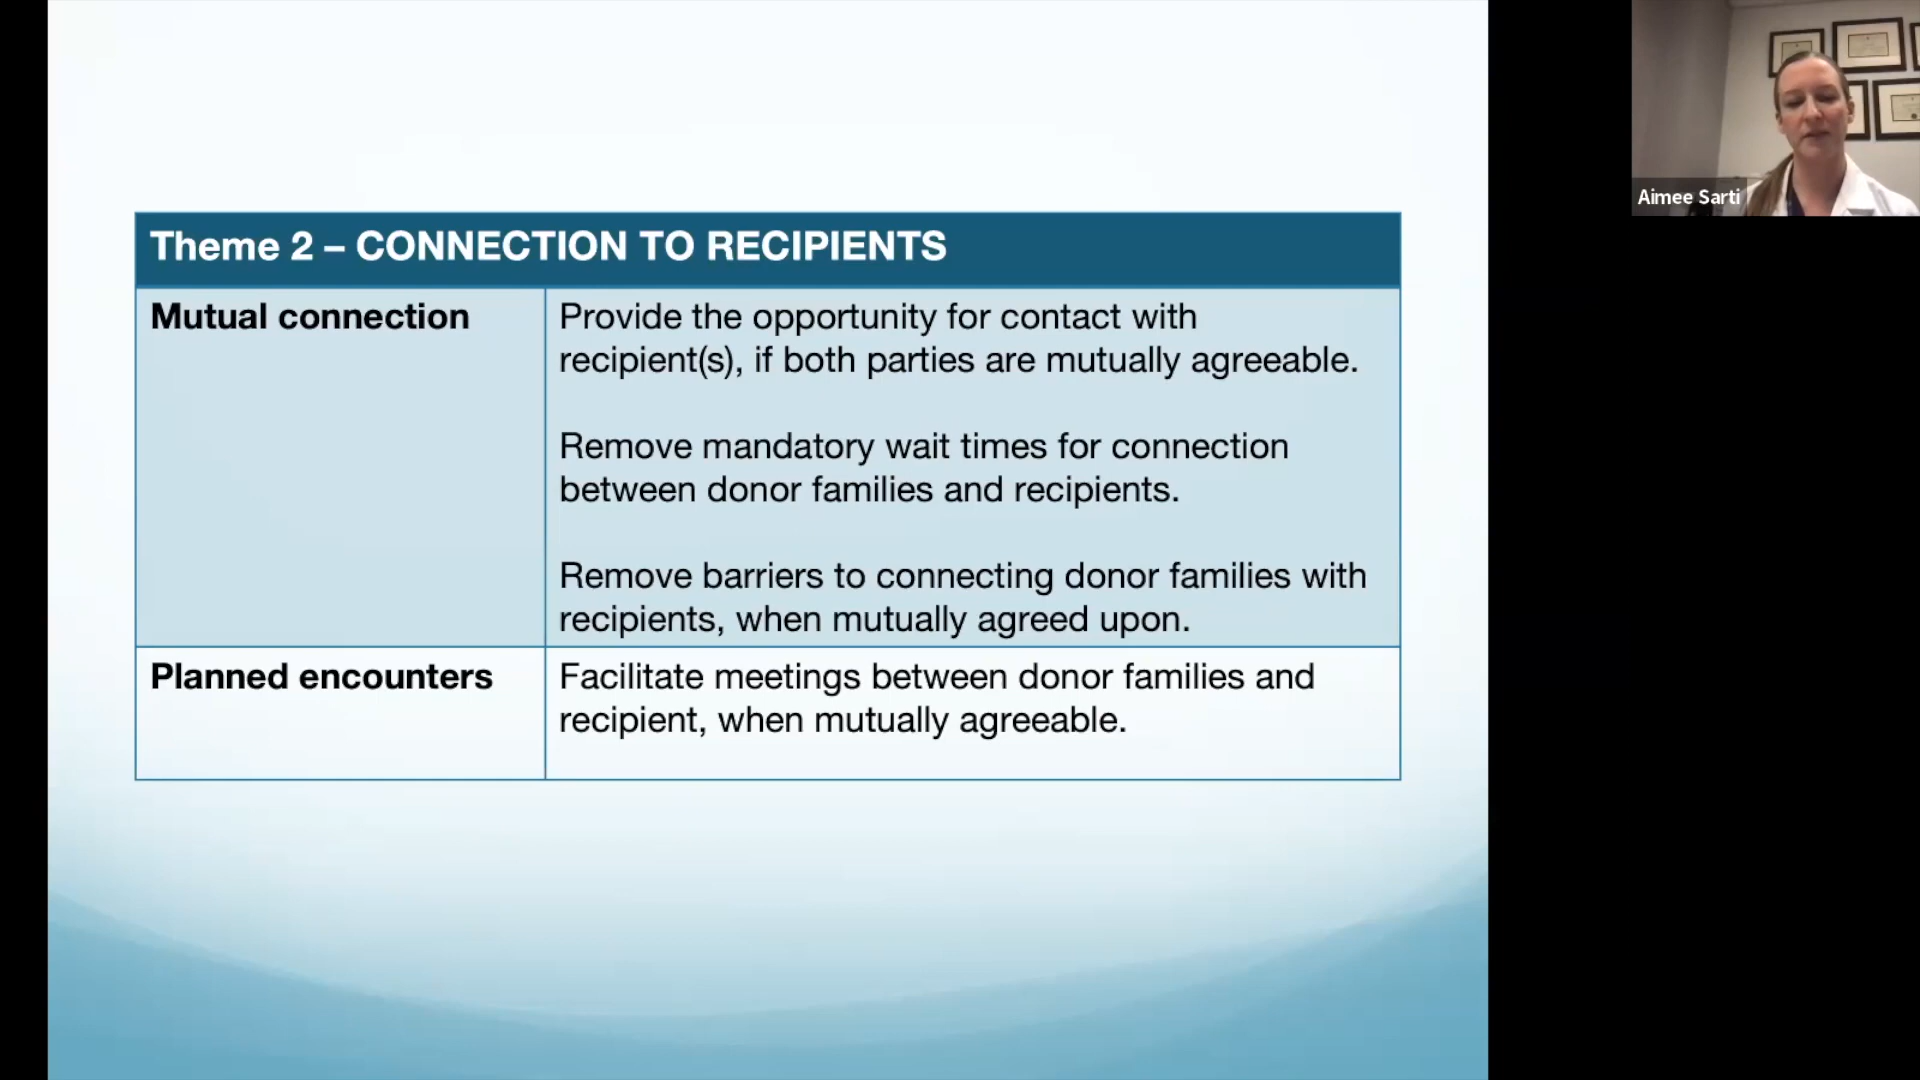 Theme 2 – CONNECTION TO RECIPIENTS
Mutual connection
Provide the opportunity for contact with
recipient(s), if both parties are mutually agreeable.
Remove mandatory wait times for connection
between donor families and recipients.
Remove barriers to connecting donor families with
recipients, when mutually agreed upon.
Planned encounters
Facilitate meetings between donor families and
recipient, when mutually agreeable.
Aimee Sarti